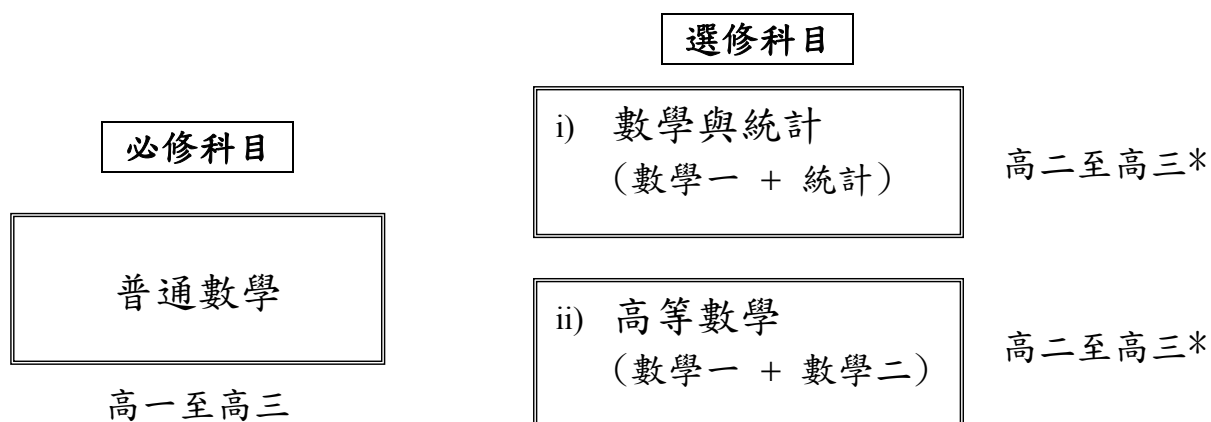 必修科目
普通數學
高一至高三
選修科目
i) 數學與統計
(數學一 + 統計)
高二至高三*
ii) 高等數學
(數學一 + 數學二)
高二至高三*